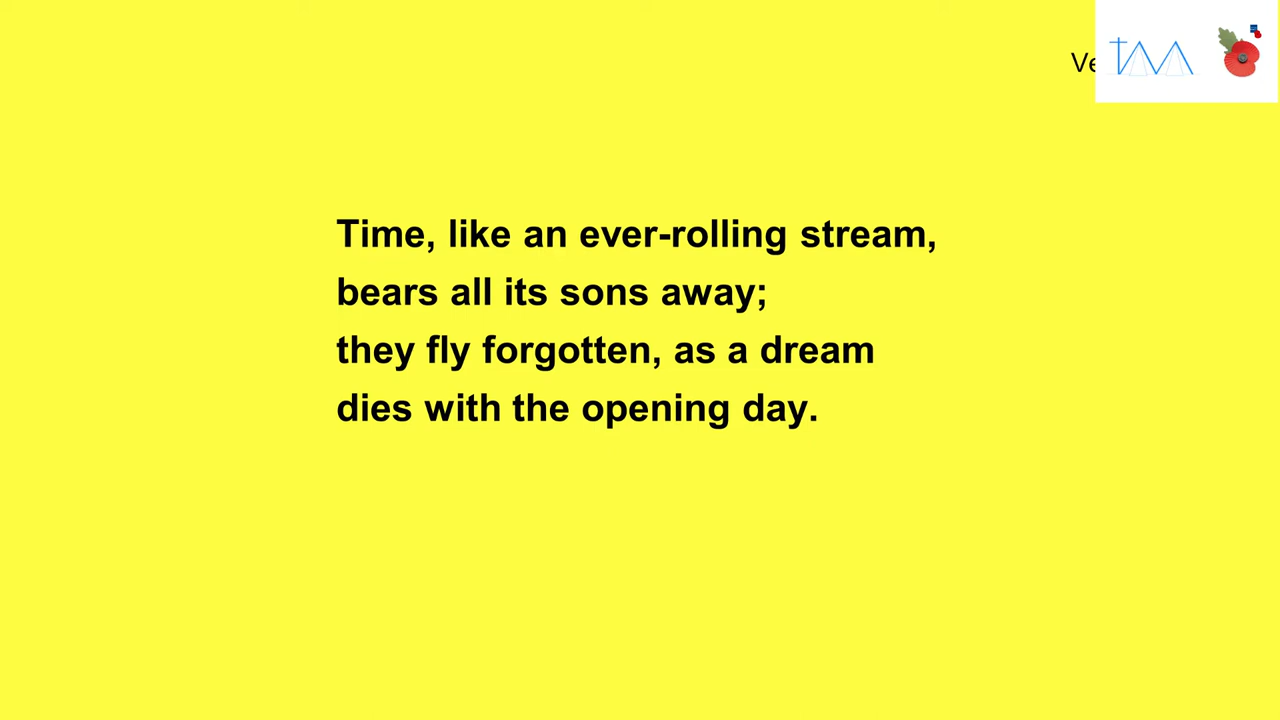 Time, like an ever-rolling stream,
bears all its sons away;
they fly forgotten, as a dream
dies with the opening day.